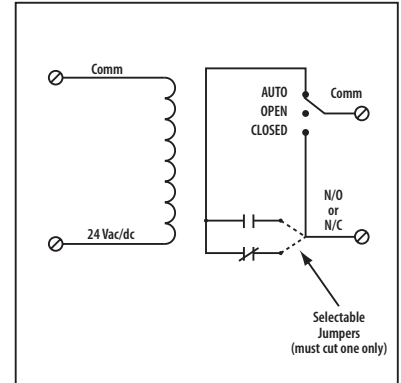 Comm
24 Vac/dc
AUTO
OPEN
CLOSED
Comm
N/O
or
N/C
Selectable
Jumpers
(must cut one only)